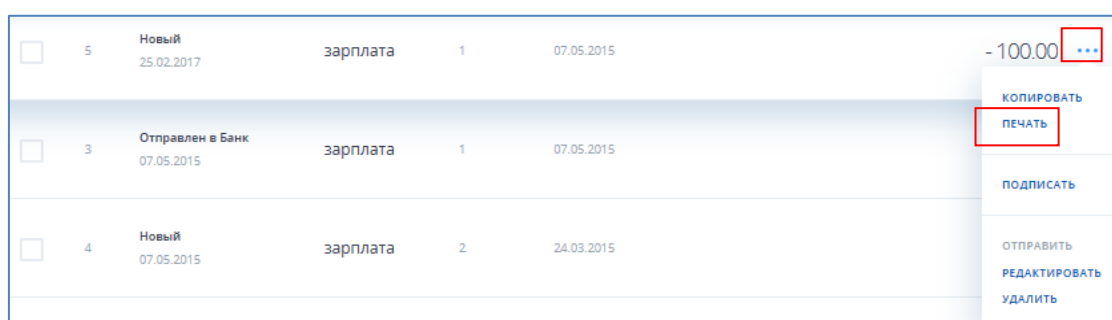 5 Новый зарплата 1 07.05.2015 - 100.00 ...
25.02.2017
КОПИРОВАТЬ
ПЕЧАТЬ
3 Отправлен в Банк зарплата 1 07.05.2015
07.05.2015
ПОДПИСАТЬ
4 Новый зарплата 2 24.03.2015
07.05.2015
ОТПРАВИТЬ
РЕДАКТИРОВАТЬ
УДАЛИТЬ